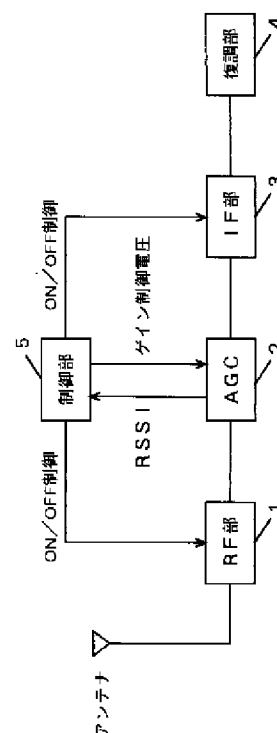 アンテナ
ON/OFF制御
5
制御部
ON/OFF制御
RSSI
ゲイン制御電圧
RF部
1
AGC
2
IF部
3
復調部
4